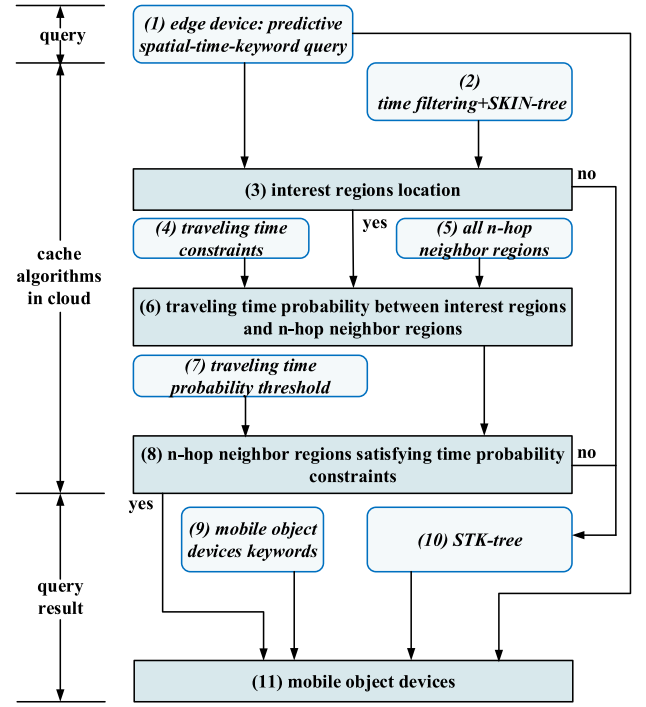 query
(1) edge device: predictive
spatial-time-keyword query
(2)
time filtering+SKIN-tree
no
(3) interest regions location
yes
(4) traveling time
constraints
(5) all n-hop
neighbor regions
cache
algorithms
in cloud
(6) traveling time probability between interest regions
and n-hop neighbor regions
(7) traveling time
probability threshold
no
(8) n-hop neighbor regions satisfying time probability
constraints
yes
(9) mobile object
devices keywords
(10) STK-tree
query
result
(11) mobile object devices